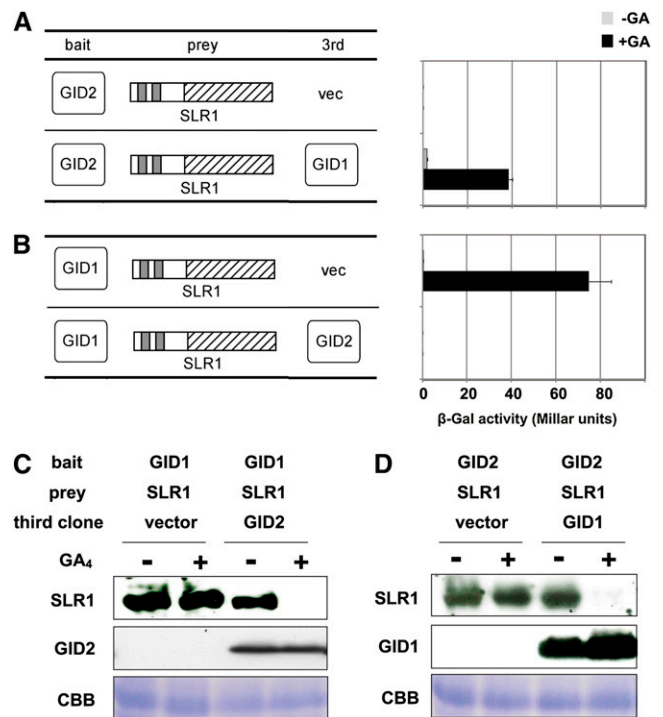 A
bait prey 3rd
-GA
+GA
GID2 vec
SLR1
GID2 GID1
SLR1
B
GID1 vec
SLR1
GID1 GID2
SLR1
0 20 40 60 80
β-Gal activity (Millar units)
C
bait GID1 GID1
prey SLR1 SLR1
third clone vector GID2
GA4 - + - +
SLR1
GID2
CBB
D
GID2 GID2
SLR1 SLR1
vector GID1
- + - +
SLR1
GID1
CBB